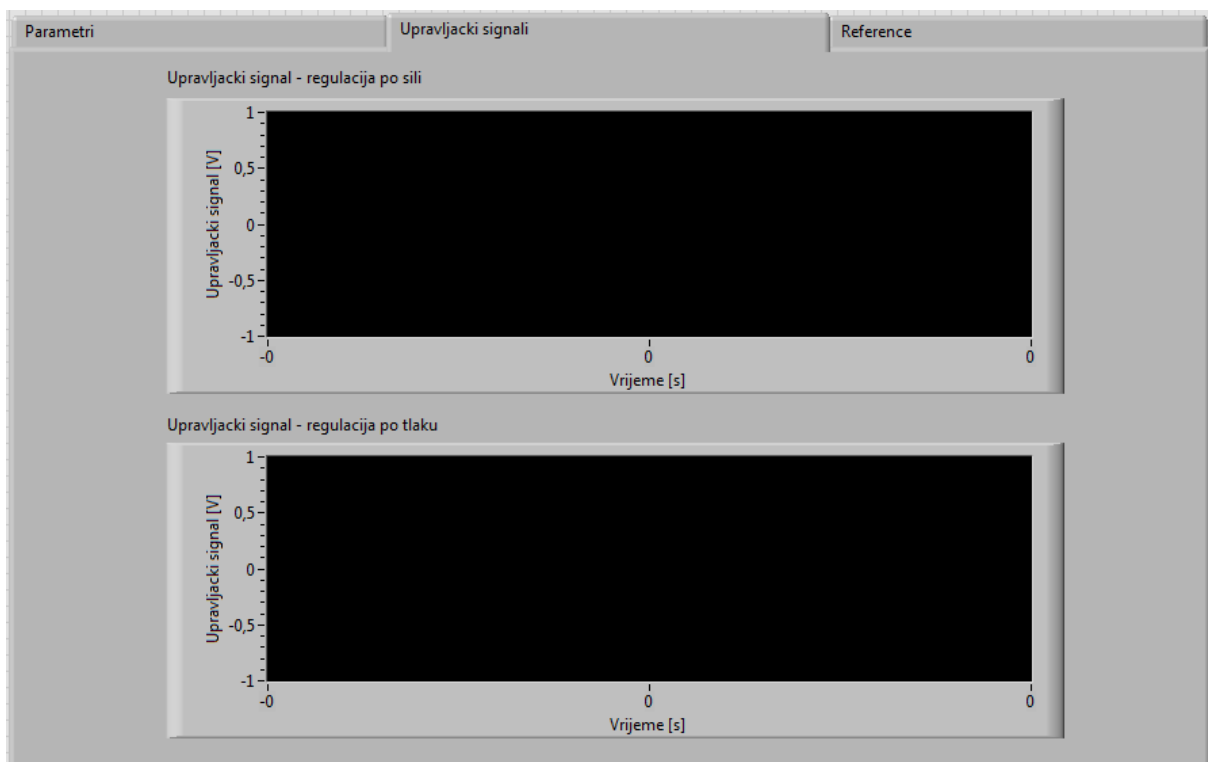 Parametri
Upravljacki signali
Reference
Upravljacki signal - regulacija po sili
Upravljacki signal [V]
1
0,5
0
-0,5
-1
-0
0
0
Vrijeme [s]
Upravljacki signal - regulacija po tlaku
Upravljacki signal [V]
1
0,5
0
-0,5
-1
-0
0
0
Vrijeme [s]